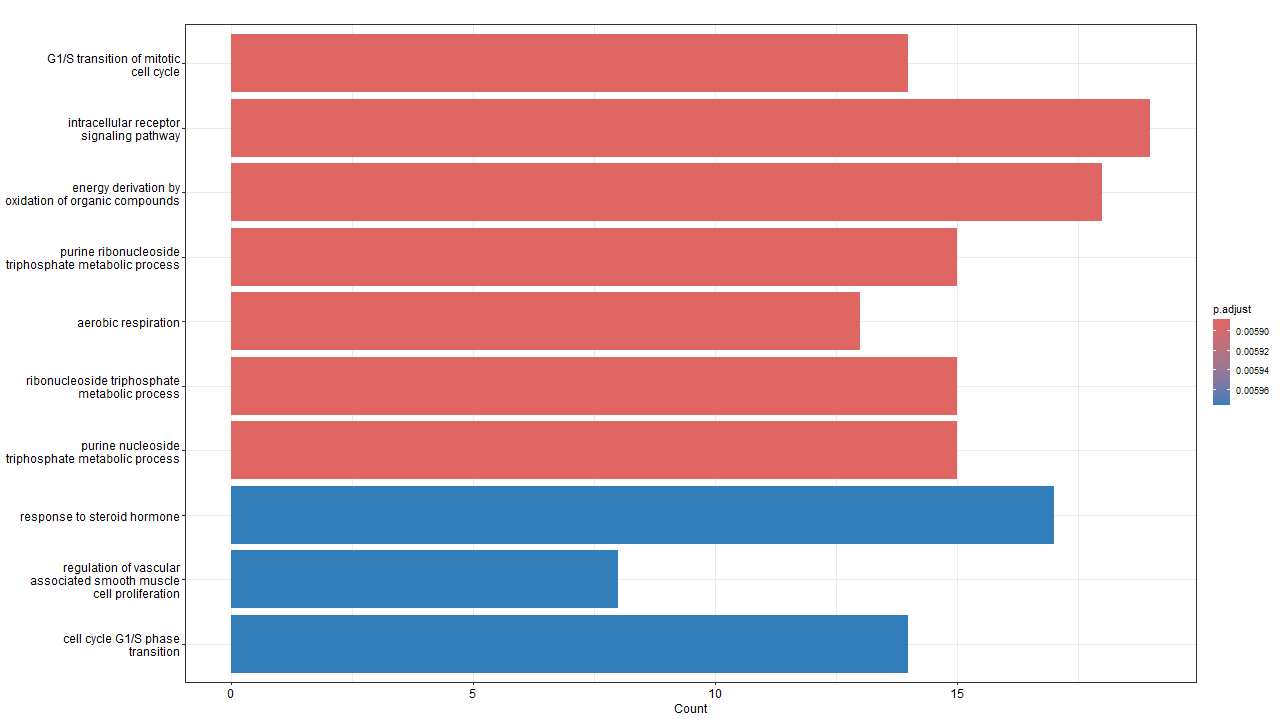 G1/S transition of mitotic
cell cycle
intracellular receptor
signaling pathway
energy derivation by
oxidation of organic compounds
purine ribonucleoside
triphosphate metabolic process
aerobic respiration
ribonucleoside triphosphate
metabolic process
purine nucleoside
triphosphate metabolic process
response to steroid hormone
regulation of vascular
associated smooth muscle
cell proliferation
cell cycle G1/S phase
transition
0 5 10 15
Count
p.adjust
0.00590
0.00592
0.00594
0.00596